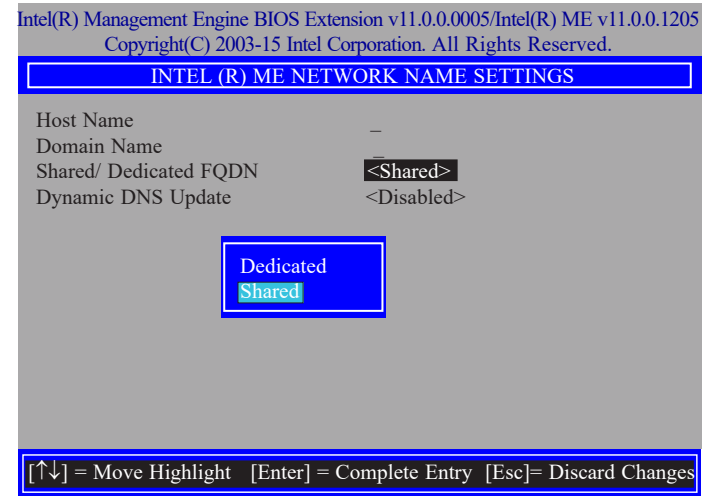 Intel(R) Management Engine BIOS Extension v11.0.0.0005/Intel(R) ME v11.0.0.1205
Copyright(C) 2003-15 Intel Corporation. All Rights Reserved.
INTEL (R) ME NETWORK NAME SETTINGS
Host Name _
Domain Name _
Shared/ Dedicated FQDN <Shared>
Dynamic DNS Update <Disabled>
Dedicated
Shared
[↑↓] = Move Highlight [Enter] = Complete Entry [Esc]= Discard Changes